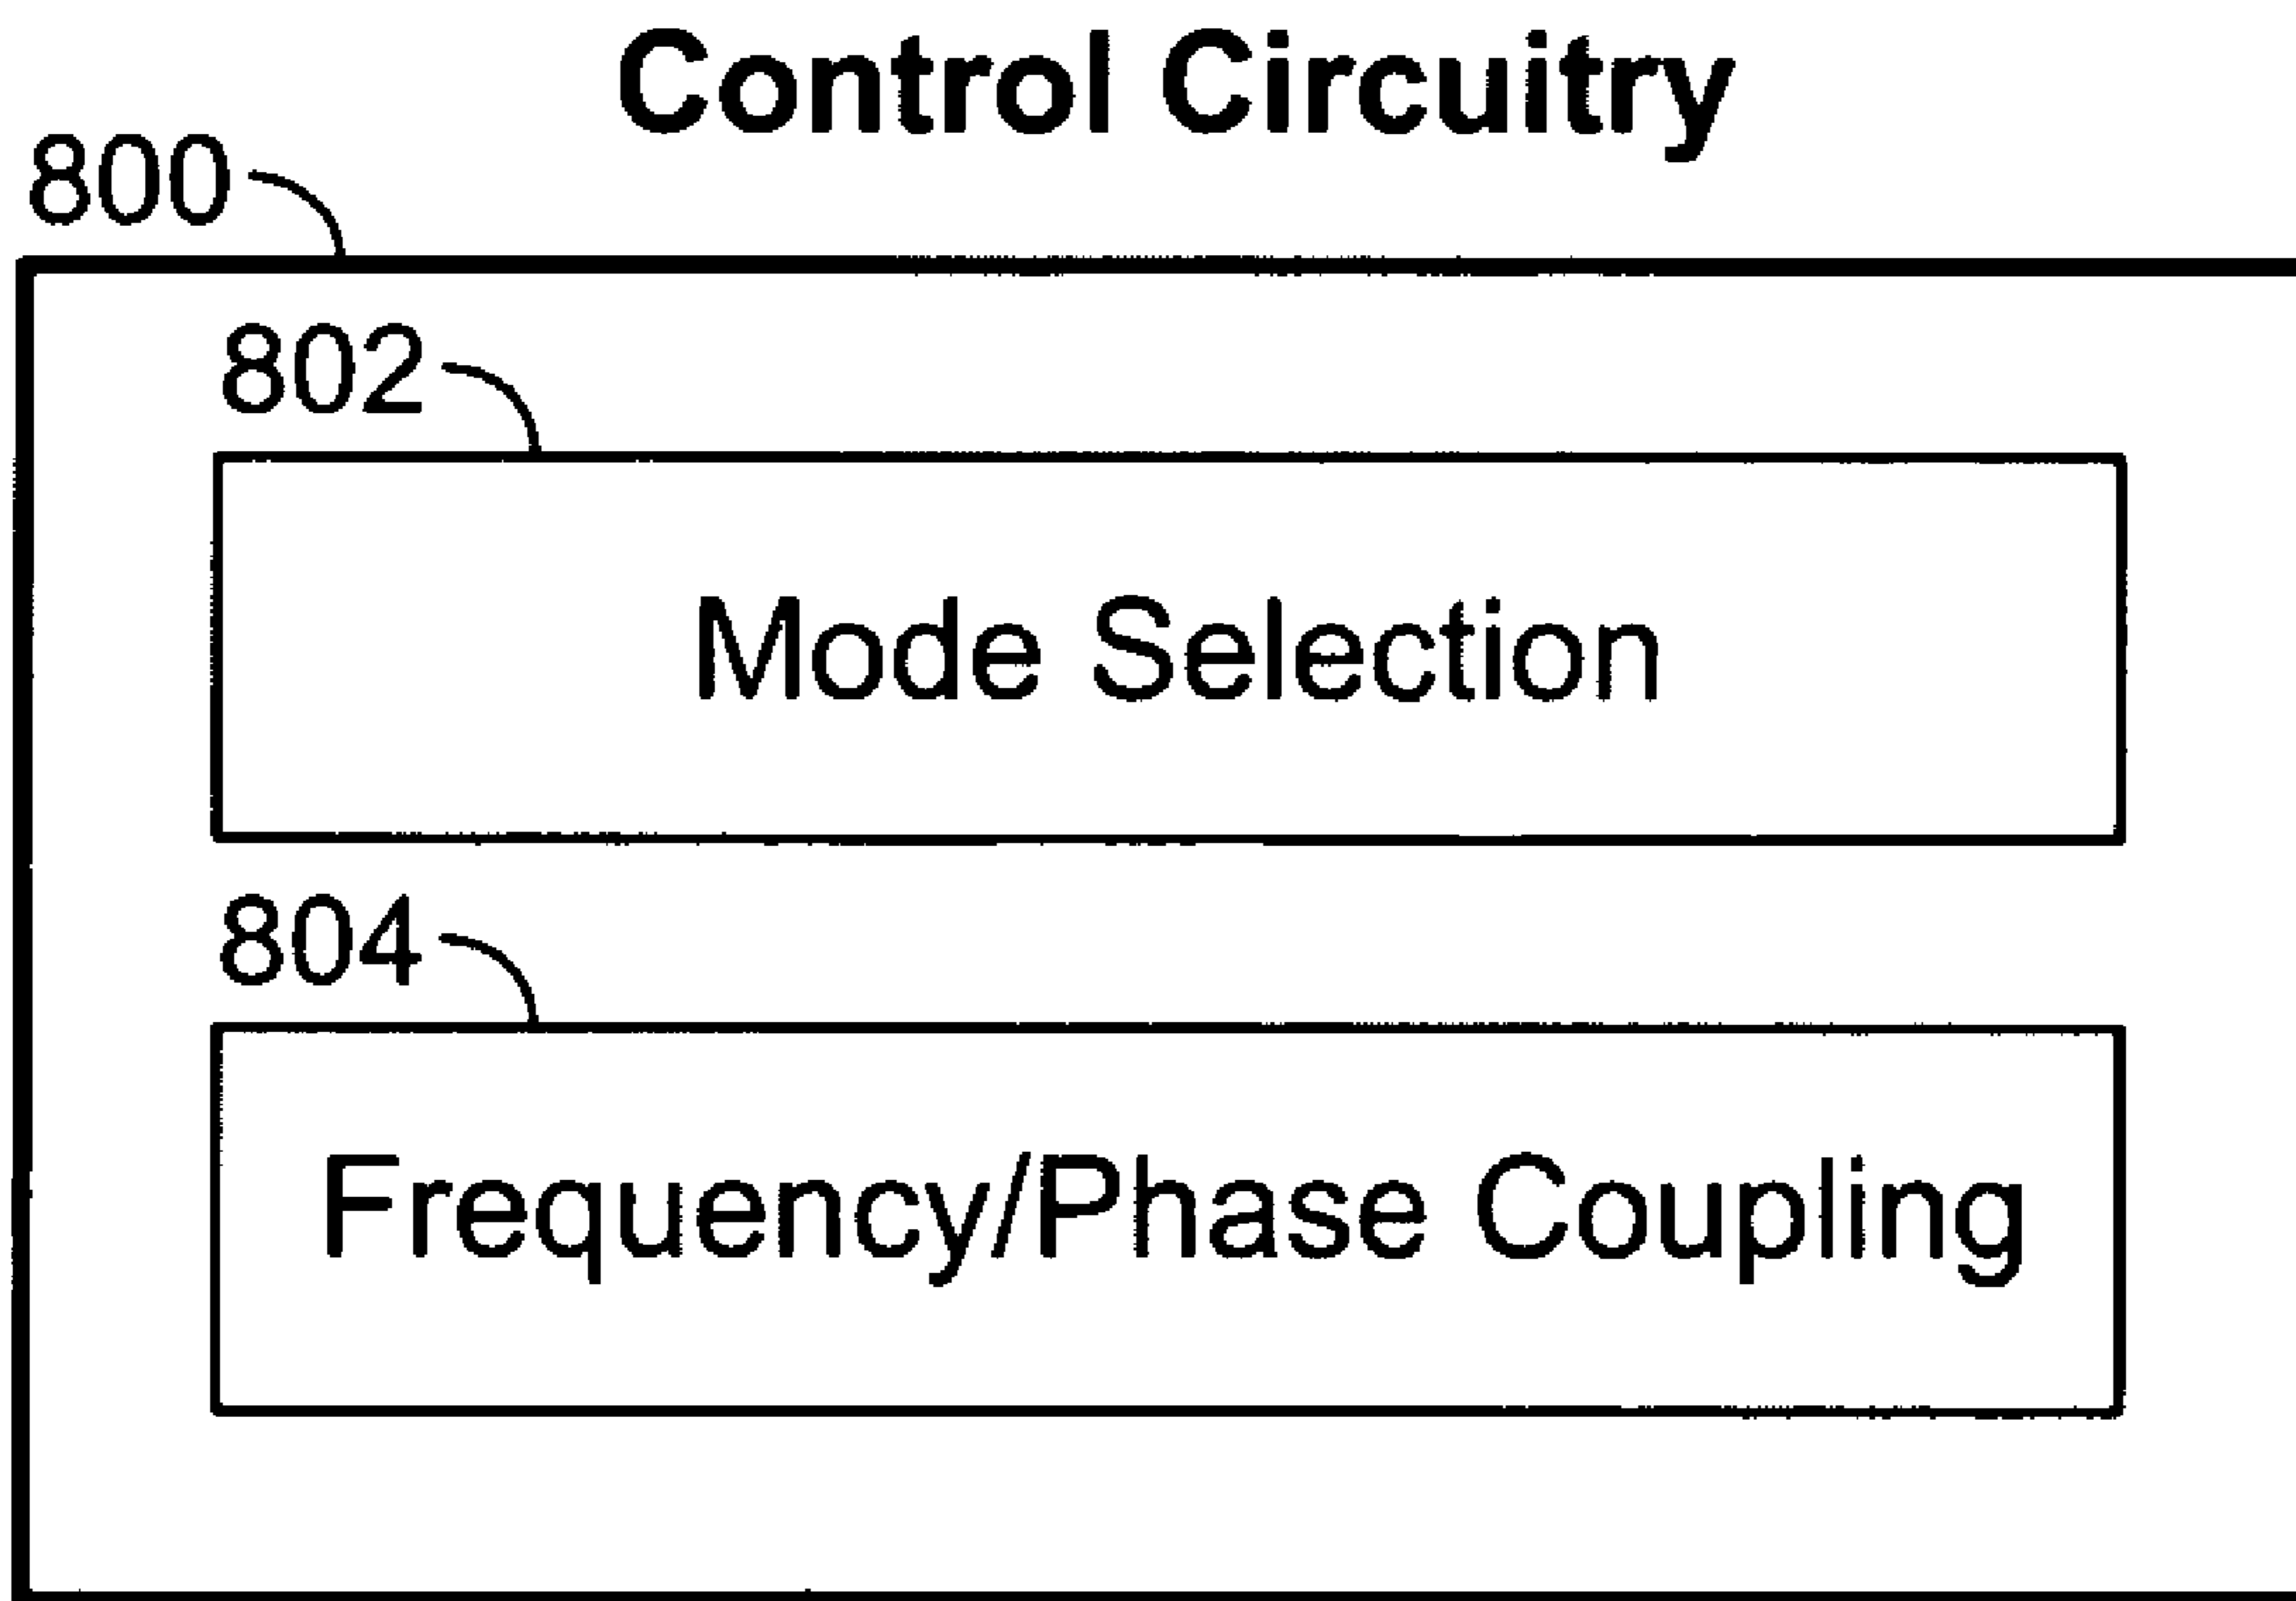 Control Circuitry
800
802
Mode Selection
804
Frequency/Phase Coupling